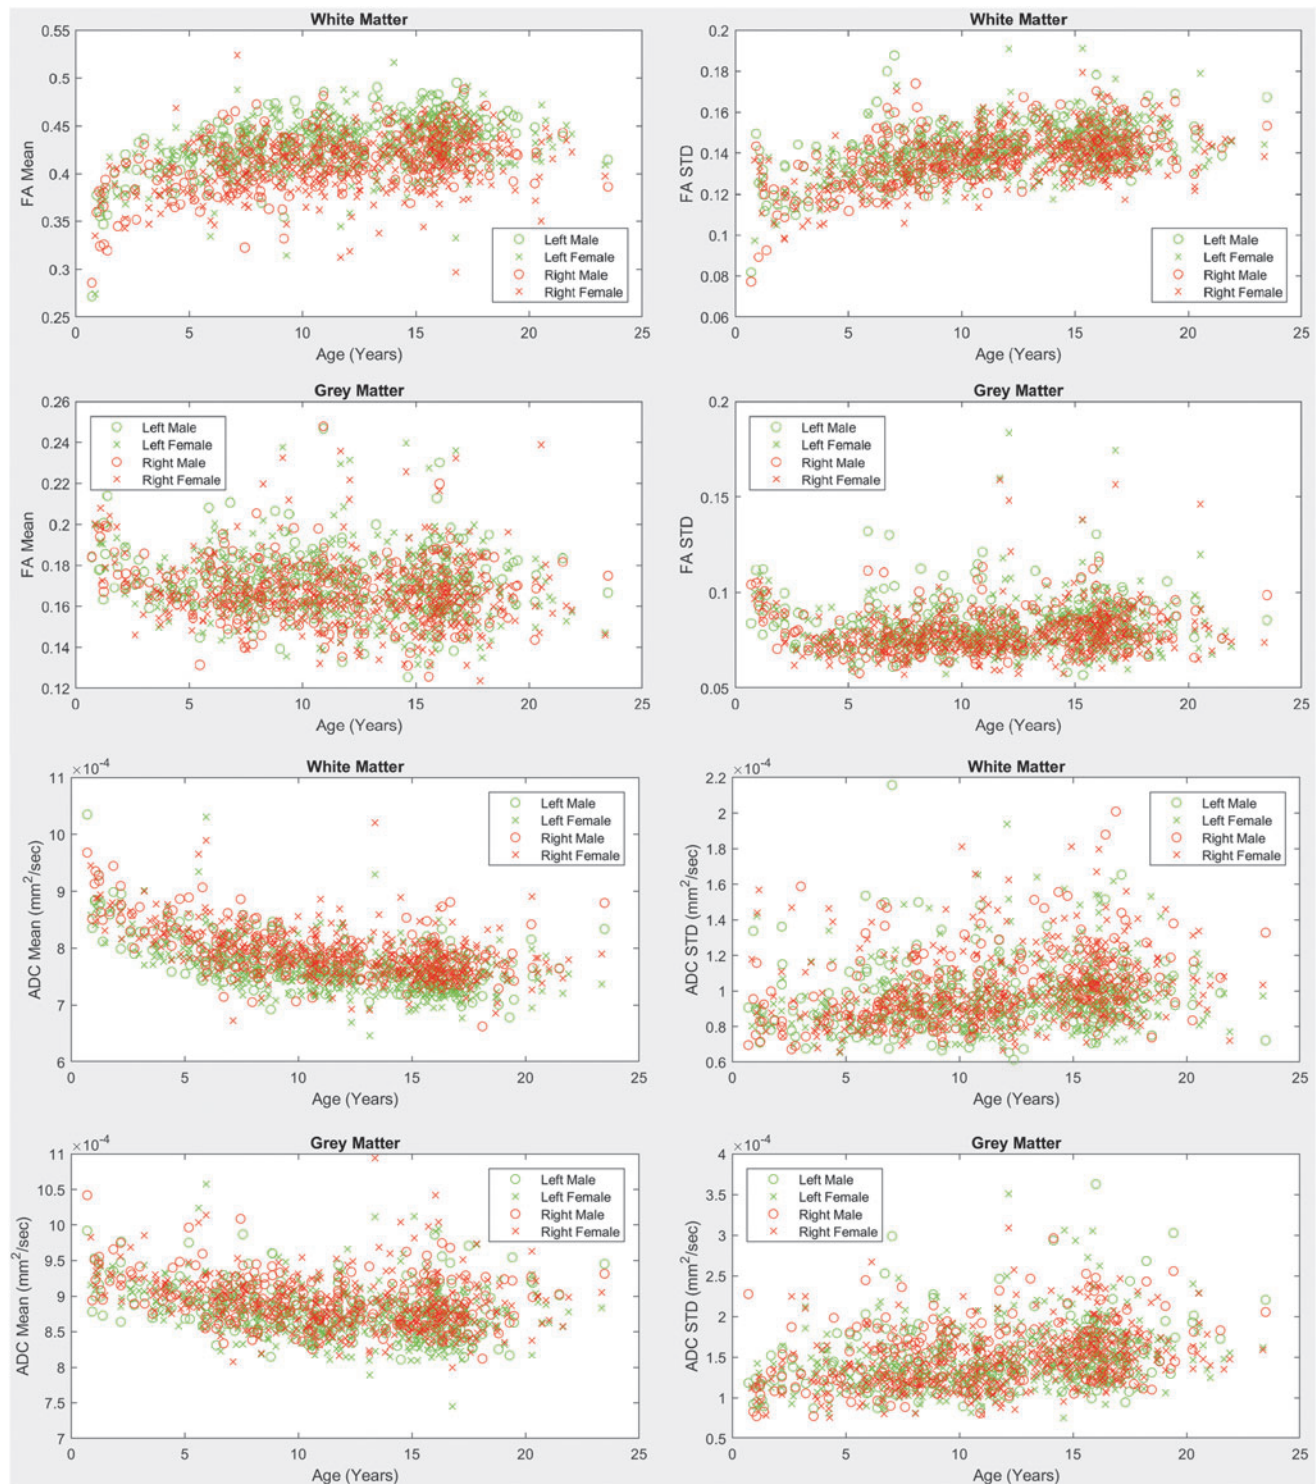 White Matter
0.55
0.5
0.45
0.4
0.35
0.3
0.25
FA Mean
Left Male
Left Female
Right Male
Right Female
0 5 10 15 20 25
Age (Years)
White Matter
0.2
0.18
0.16
0.14
0.12
0.1
0.08
0.06
FA STD
Left Male
Left Female
Right Male
Right Female
0 5 10 15 20 25
Age (Years)
Grey Matter
0.26
0.24
0.22
0.2
0.18
0.16
0.14
0.12
FA Mean
Left Male
Left Female
Right Male
Right Female
0 5 10 15 20 25
Age (Years)
Grey Matter
0.2
0.15
0.1
0.05
FA STD
Left Male
Left Female
Right Male
Right Female
0 5 10 15 20 25
Age (Years)
White Matter
×10⁻⁴
11
10
9
8
7
6
ADC Mean (mm²/sec)
Left Male
Left Female
Right Male
Right Female
0 5 10 15 20 25
Age (Years)
White Matter
×10⁻⁴
2.2
2
1.8
1.6
1.4
1.2
1
0.8
0.6
ADC STD (mm²/sec)
Left Male
Left Female
Right Male
Right Female
0 5 10 15 20 25
Age (Years)
Grey Matter
×10⁻⁴
11
10.5
10
9.5
9
8.5
8
7.5
7
ADC Mean (mm²/sec)
Left Male
Left Female
Right Male
Right Female
0 5 10 15 20 25
Age (Years)
Grey Matter
×10⁻⁴
4
3.5
3
2.5
2
1.5
1
0.5
ADC STD (mm²/sec)
Left Male
Left Female
Right Male
Right Female
0 5 10 15 20 25
Age (Years)